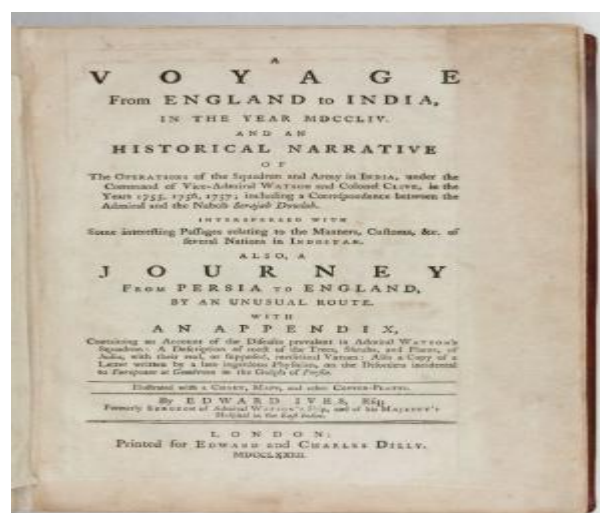 A
VOYAGE
From ENGLAND to INDIA,
IN THE YEAR MDCCLIV.
AND AN
HISTORICAL NARRATIVE
OF
The OPERATIONS of the Squadron and Army in INDIA, under the
Command of Vice-Admiral WATSON and Colonel CLIVE, in the
Years 1755, 1756, 1757; including a Correspondence between the
Admiral and the Nabob Serajah Dowlah.
INTERSPERSED WITH
Some interesting Passages relating to the Manners, Customs, &c. of
several Nations in INDOSTAN.
ALSO, A
JOURNEY
FROM PERSIA TO ENGLAND,
BY AN UNUSUAL ROUTE.
WITH
AN APPENDIX,
Containing an Account of the Diseases prevalent in Admiral WATSON'S
Squadron: A Description of most of the Trees, Shrubs, and Plants, of
India, with their real, or supposed, medicinal Virtues: Also a Copy of a
Letter written by a late ingenious Physician, on the Disorders incidental
to Europeans at Gombroon in the Gulph of Persia.
Illustrated with a CHART, MAPS, and other COPPER-PLATES.
By EDWARD IVES, Esq;
Formerly SURGEON of Admiral WATSON'S Ship, and of his MAJESTY'S
Hospital in the East Indies.
LONDON:
Printed for EDWARD and CHARLES DILLY.
MDCCLXXIII.